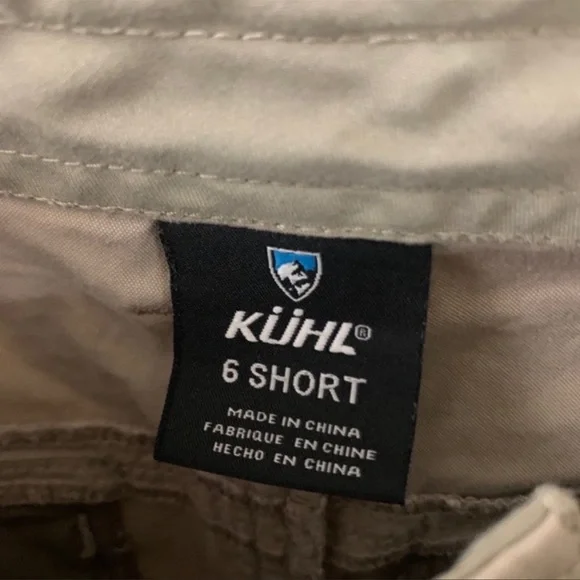 KÜHL®
6 SHORT
MADE IN CHINA
FABRIQUE EN CHINE
HECHO EN CHINA